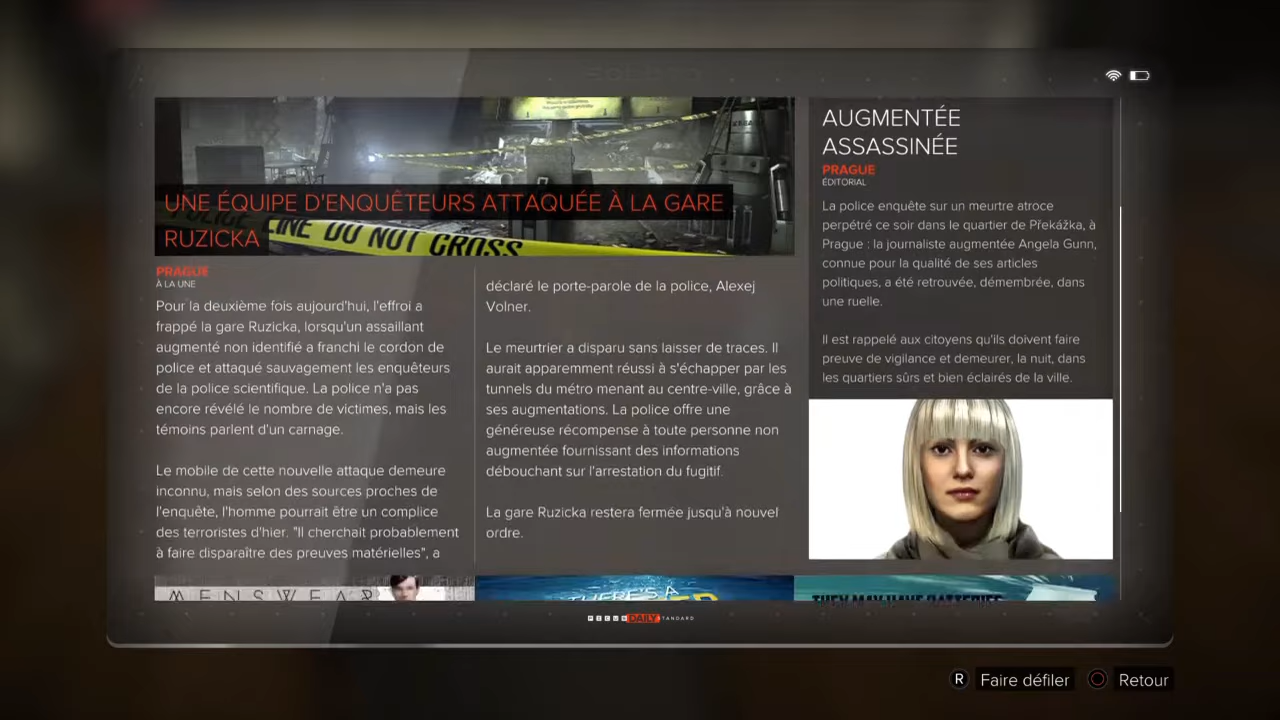 UNE ÉQUIPE D'ENQUÊTEURS ATTAQUÉE À LA GARE
RUZICKA
POLICE LINE DO NOT CROSS
PRAGUE
À LA UNE
Pour la deuxième fois aujourd'hui, l'effroi a
frappé la gare Ruzicka, lorsqu'un assaillant
augmenté non identifié a franchi le cordon de
police et attaqué sauvagement les enquêteurs
de la police scientifique. La police n'a pas
encore révélé le nombre de victimes, mais les
témoins parlent d'un carnage.
Le mobile de cette nouvelle attaque demeure
inconnu, mais selon des sources proches de
l'enquête, l'homme pourrait être un complice
des terroristes d'hier. "Il cherchait probablement
à faire disparaître des preuves matérielles", a
déclaré le porte-parole de la police, Alexej
Volner.
Le meurtrier a disparu sans laisser de traces. Il
aurait apparemment réussi à s'échapper par les
tunnels du métro menant au centre-ville, grâce à
ses augmentations. La police offre une
généreuse récompense à toute personne non
augmentée fournissant des informations
débouchant sur l'arrestation du fugitif.
La gare Ruzicka restera fermée jusqu'à nouvel
ordre.
AUGMENTÉE
ASSASSINÉE
PRAGUE
ÉDITORIAL
La police enquête sur un meurtre atroce
perpétré ce soir dans le quartier de Překážka, à
Prague : la journaliste augmentée Angela Gunn,
connue pour la qualité de ses articles
politiques, a été retrouvée, démembrée, dans
une ruelle.
Il est rappelé aux citoyens qu'ils doivent faire
preuve de vigilance et demeurer, la nuit, dans
les quartiers sûrs et bien éclairés de la ville.
MENSWEAR
THERE'S A
THEY MAY HAVE BATTERIES
PICUS DAILY STANDARD
R Faire défiler
Retour